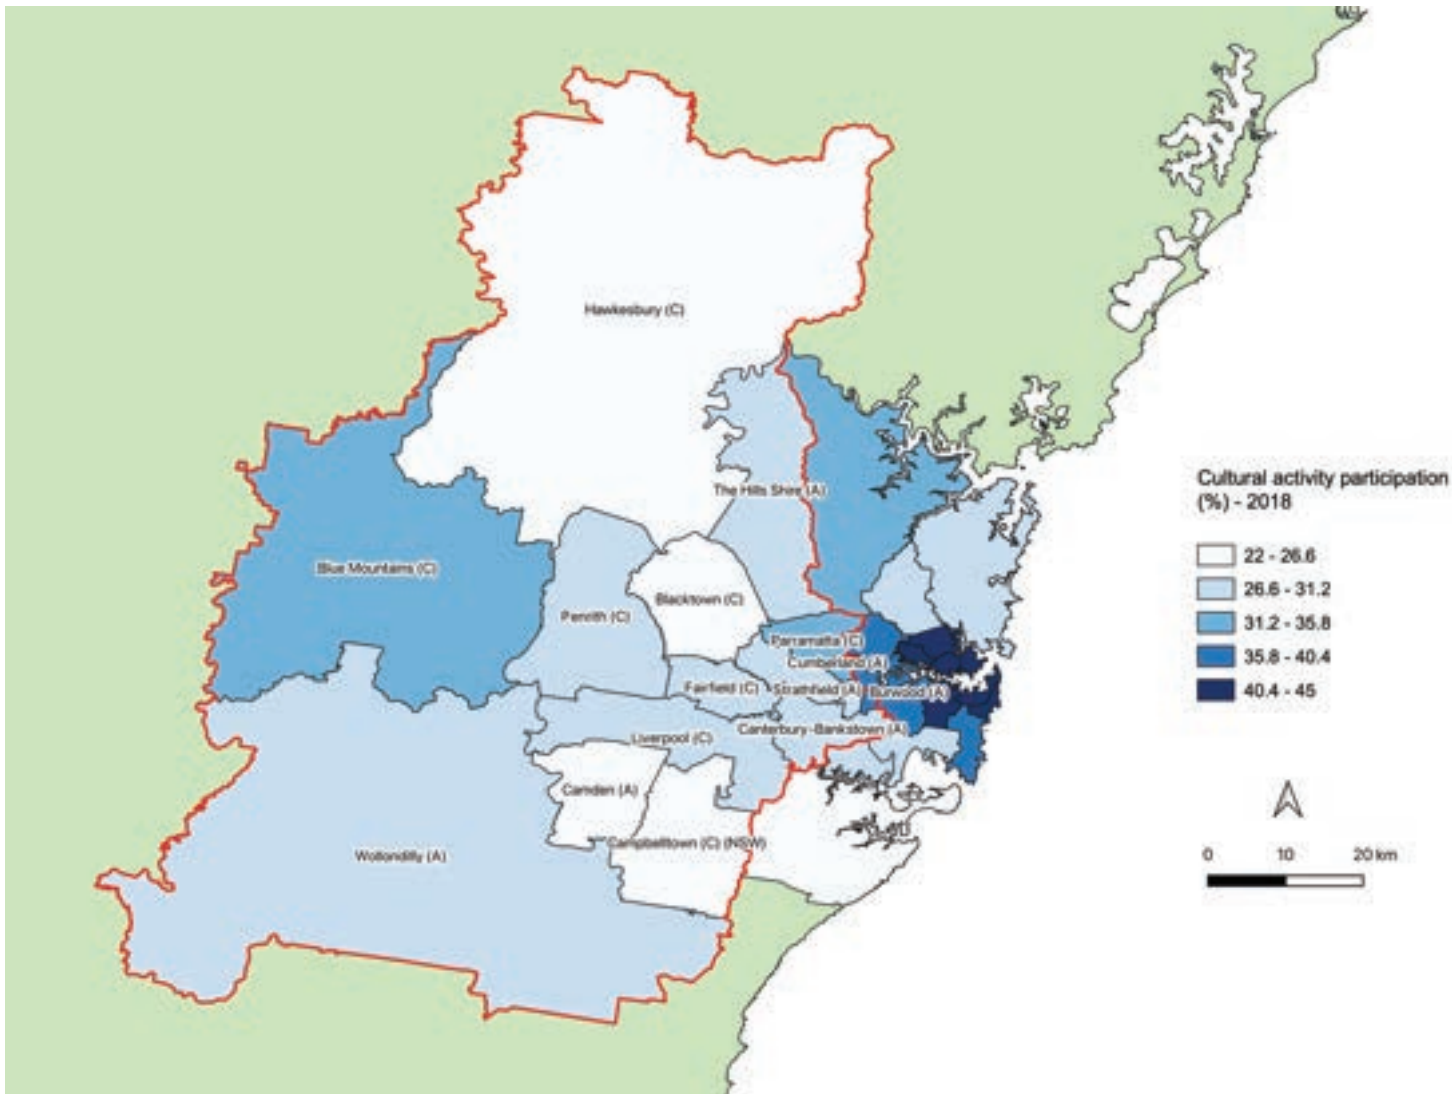 Hawkesbury (C)
The Hills Shire (A)
Blue Mountains (C)
Blacktown (C)
Penrith (C)
Parramatta (C)
Cumberland (A)
Fairfield (C)
Strathfield (A)
Burwood (A)
Canterbury-Bankstown (A)
Liverpool (C)
Camden (A)
Campbelltown (C) (NSW)
Wollondilly (A)
Cultural activity participation
(%) - 2018
22 - 26.6
26.6 - 31.2
31.2 - 35.8
35.8 - 40.4
40.4 - 45
0 10 20 km